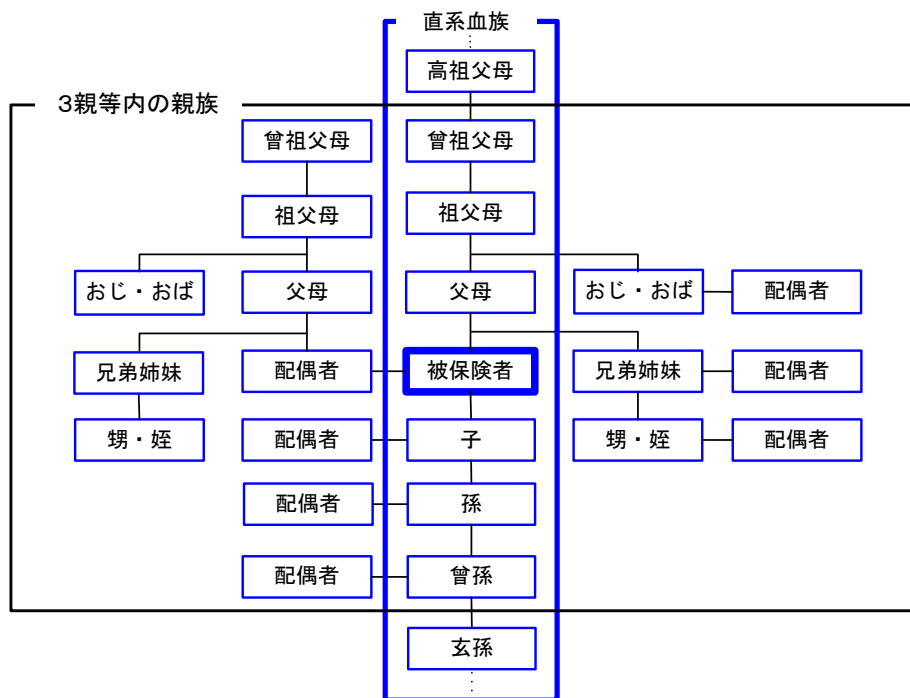 直系血族
高祖父母
3親等内の親族
曾祖父母
曾祖父母
祖父母
祖父母
おじ・おば
父母
父母
おじ・おば
配偶者
兄弟姉妹
配偶者
被保険者
兄弟姉妹
配偶者
甥・姪
配偶者
子
甥・姪
配偶者
配偶者
孫
配偶者
曾孫
玄孫